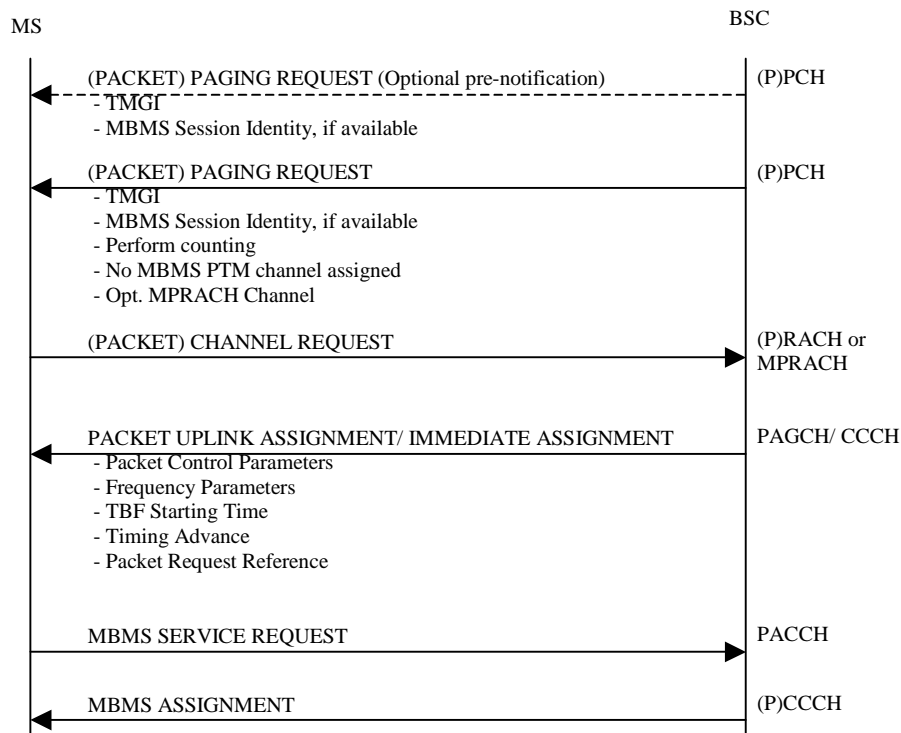 MS
BSC
(PACKET) PAGING REQUEST (Optional pre-notification)
(P)PCH
- TMGI
- MBMS Session Identity, if available
(PACKET) PAGING REQUEST
(P)PCH
- TMGI
- MBMS Session Identity, if available
- Perform counting
- No MBMS PTM channel assigned
- Opt. MPRACH Channel
(PACKET) CHANNEL REQUEST
(P)RACH or
MPRACH
PACKET UPLINK ASSIGNMENT/ IMMEDIATE ASSIGNMENT
PAGCH/ CCCH
- Packet Control Parameters
- Frequency Parameters
- TBF Starting Time
- Timing Advance
- Packet Request Reference
MBMS SERVICE REQUEST
PACCH
MBMS ASSIGNMENT
(P)CCCH